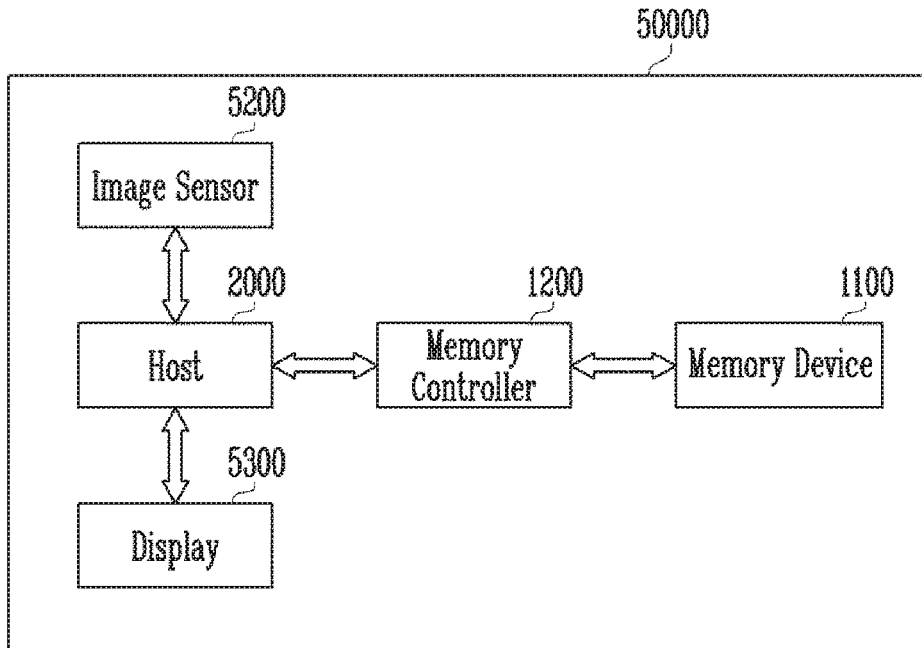 50000
5200
Image Sensor
2000
Host
1200
Memory
Controller
1100
Memory Device
5300
Display